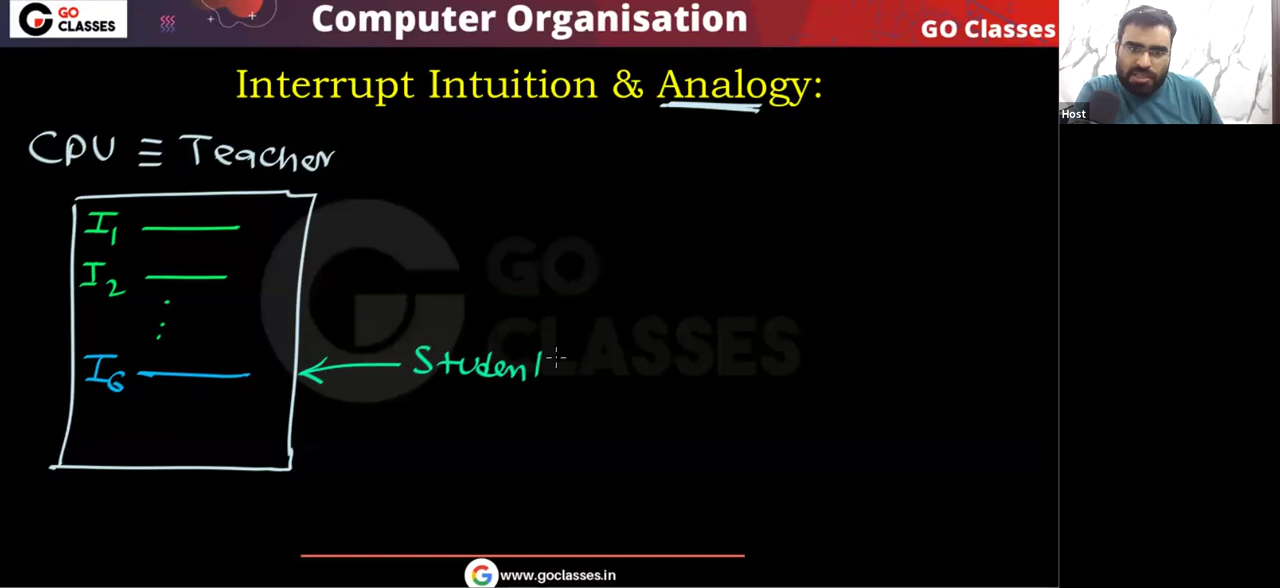 GO
CLASSES
Computer Organisation
GO Classes
Interrupt Intuition & Analogy:
Host
CPU ≡ Teacher
I1
I2
GO
CLASSES
I6
Studen
www.goclasses.in